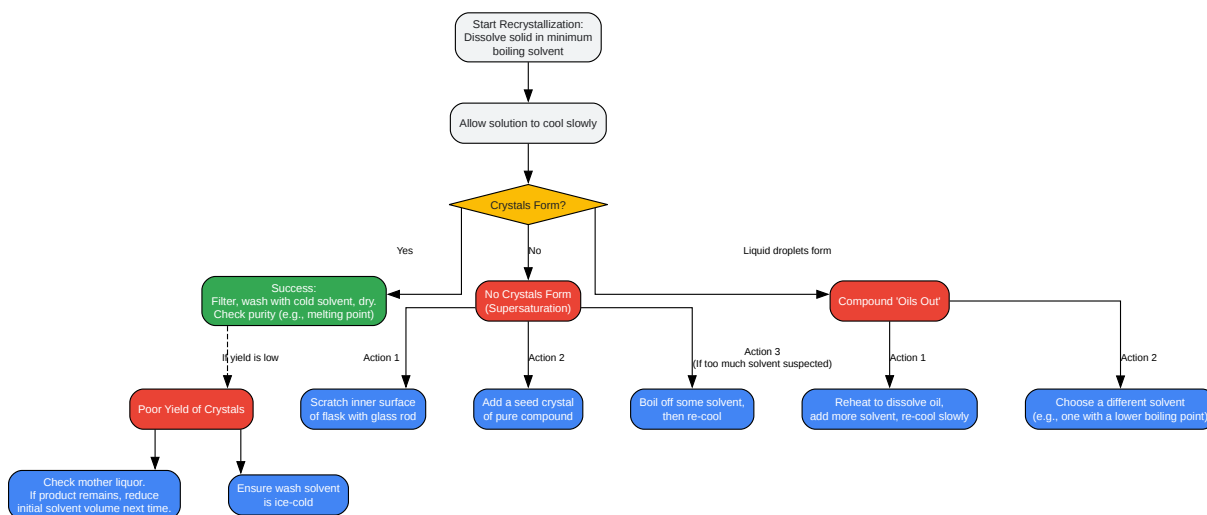 Start Recrystallization:
Dissolve solid in minimum
boiling solvent
Allow solution to cool slowly
Crystals Form?
Yes
No
Liquid droplets form
Success:
Filter, wash with cold solvent, dry.
Check purity (e.g., melting point)
No Crystals Form
(Supersaturation)
Compound 'Oils Out'
If yield is low
Action 1
Action 2
Action 3
(If too much solvent suspected)
Action 1
Action 2
Poor Yield of Crystals
Scratch inner surface
of flask with glass rod
Add a seed crystal
of pure compound
Boil off some solvent,
then re-cool
Reheat to dissolve oil,
add more solvent, re-cool slowly
Choose a different solvent
(e.g., one with a lower boiling point)
Check mother liquor.
If product remains, reduce
initial solvent volume next time.
Ensure wash solvent
is ice-cold